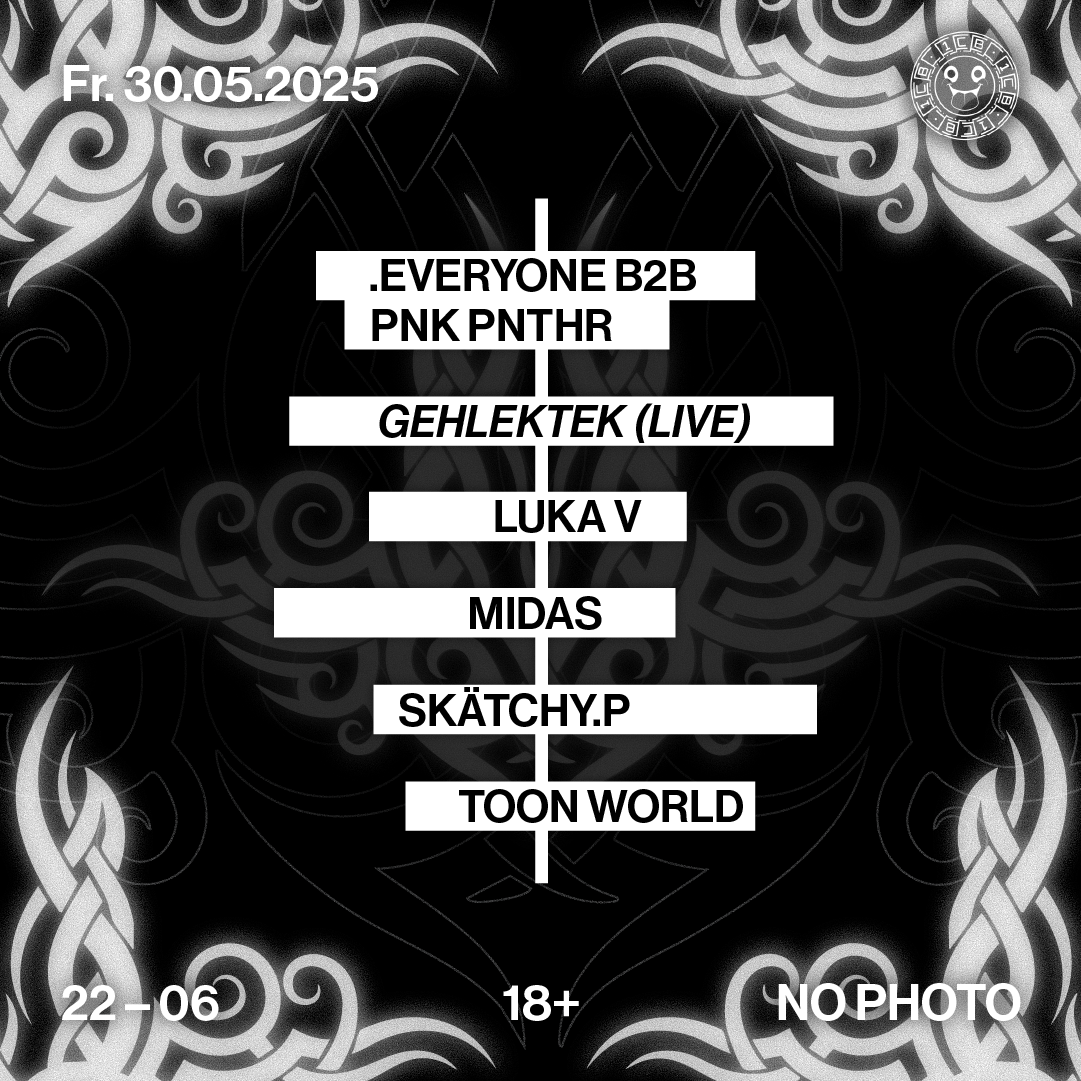 Fr. 30.05.2025
.EVERYONE B2B
PNK PNTHR
GEHLEKTEK (LIVE)
LUKA V
MIDAS
SKÄTCHY.P
TOON WORLD
22 – 06
18+
NO PHOTO